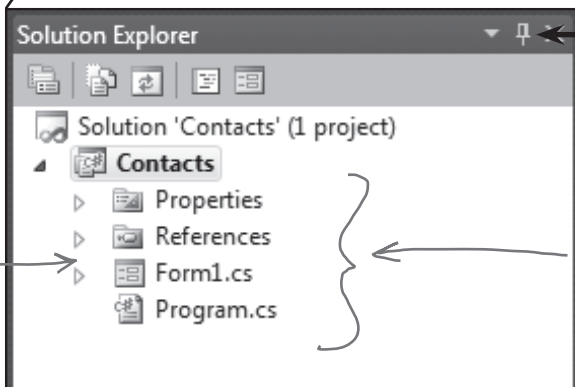 Solution Explorer
Solution 'Contacts' (1 project)
Contacts
Properties
References
Form1.cs
Program.cs